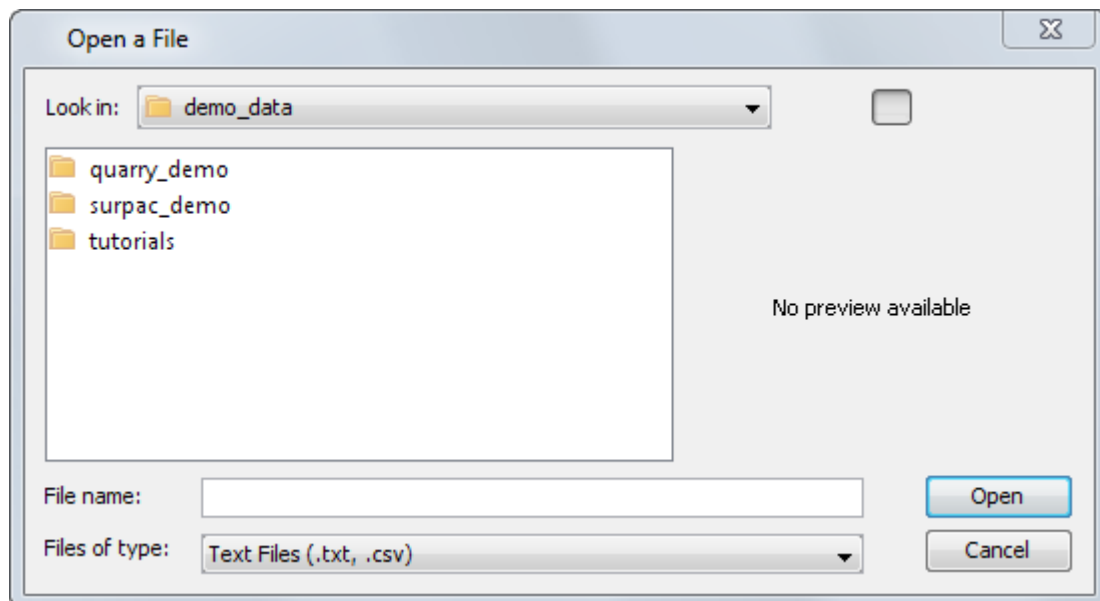 Open a File
Look in: demo_data
quarry_demo
surpac_demo
tutorials
No preview available
File name:
Open
Files of type: Text Files (.txt, .csv)
Cancel